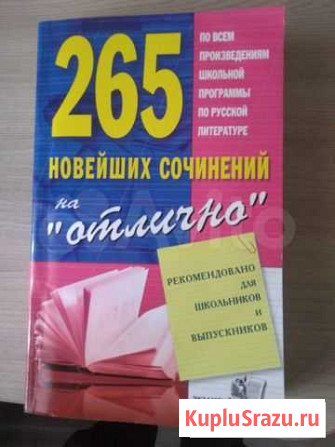 265
ПО ВСЕМ
ПРОИЗВЕДЕНИЯМ
ШКОЛЬНОЙ
ПРОГРАММЫ
ПО РУССКОЙ
ЛИТЕРАТУРЕ
НОВЕЙШИХ СОЧИНЕНИЙ
на
"отлично"
РЕКОМЕНДОВАНО
для
ШКОЛЬНИКОВ
и
ВЫПУСКНИКОВ
KupluSrazu.ru